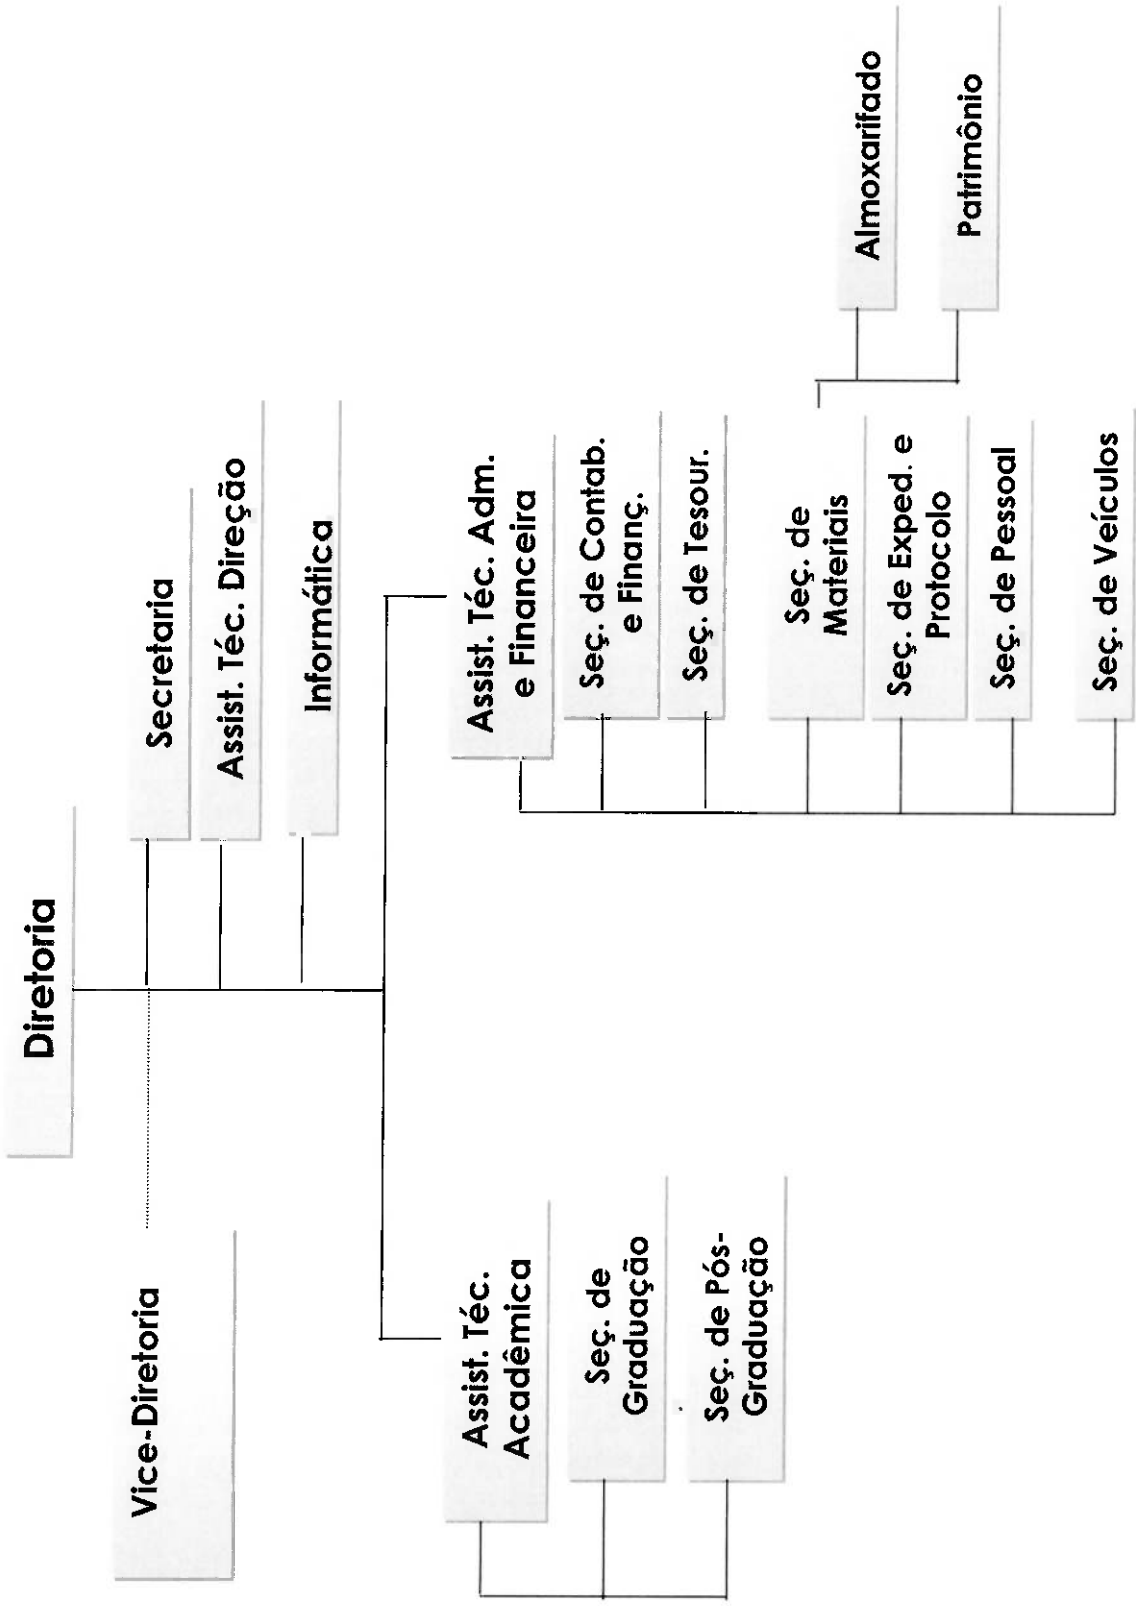 Diretoria
Vice-Diretoria
Secretaria
Assist. Téc. Direção
Informática
Assist. Téc.
Acadêmica
Seç. de
Graduação
Seç. de Pós-
Graduação
Assist. Téc. Adm.
e Financeira
Seç. de Contab.
e Finanç.
Seç. de Tesour.
Seç. de
Materiais
Seç. de Exped. e
Protocolo
Seç. de Pessoal
Seç. de Veículos
Almoxarifado
Patrimônio